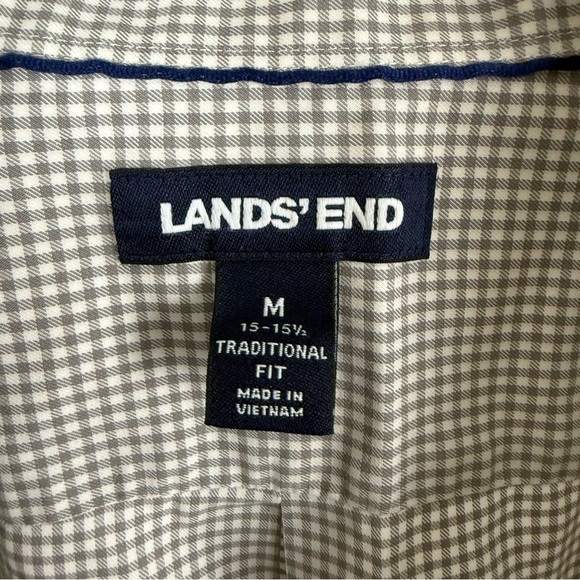 LANDS' END
M
15-15½
TRADITIONAL
FIT
MADE IN
VIETNAM